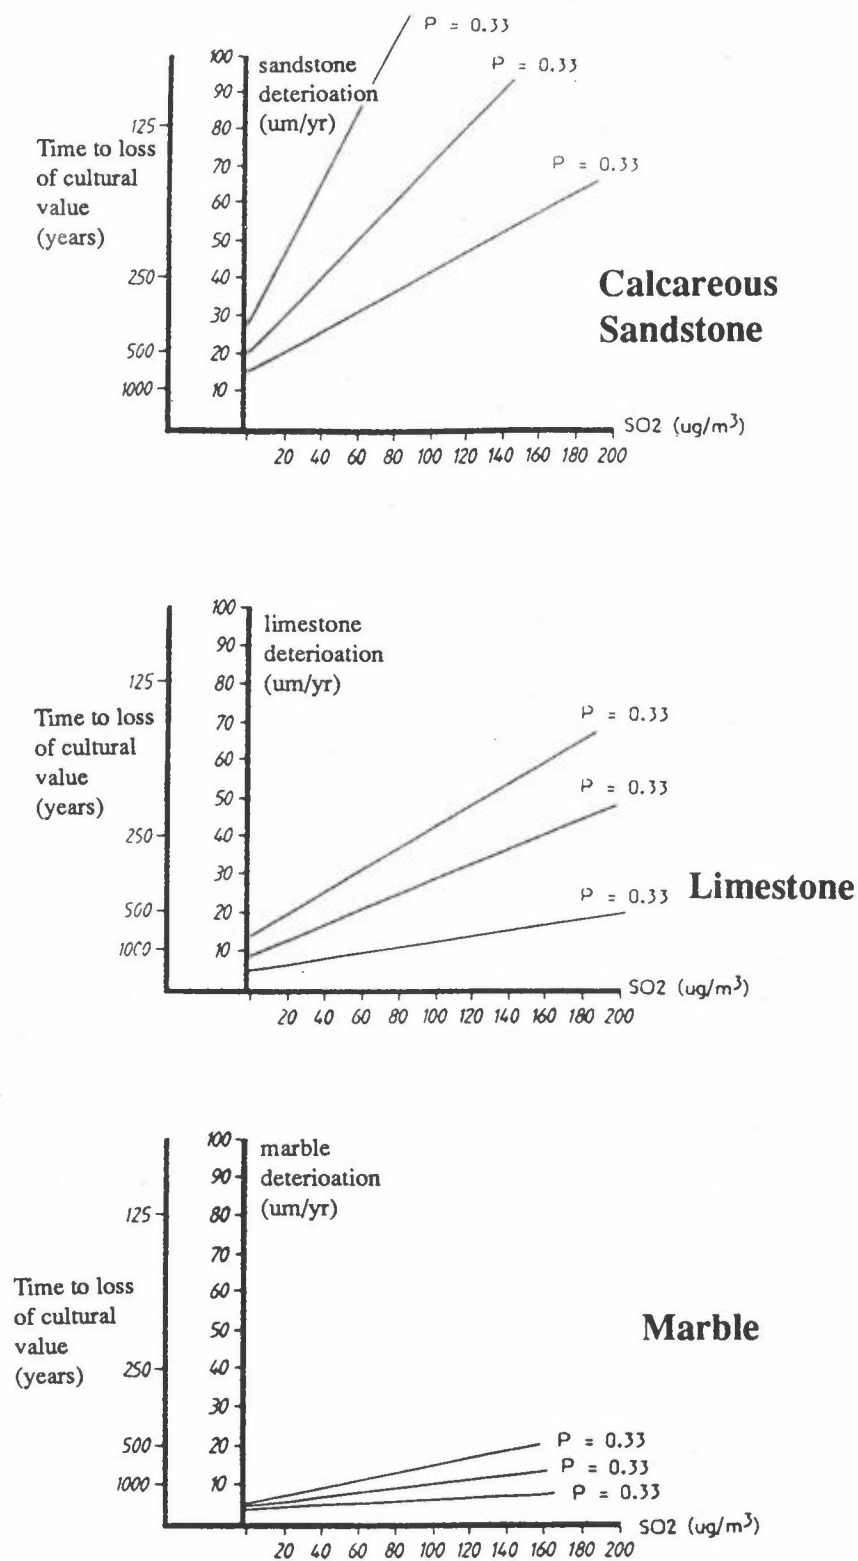 P = 0.33
P = 0.33
P = 0.33
100
90
80
70
60
50
40
30
20
10
sandstone
deterioation
(um/yr)
125
250
500
1000
Time to loss
of cultural
value
(years)
Calcareous
Sandstone
SO2 (ug/m³)
20 40 60 80 100 120 140 160 180 200
100
90
80
70
60
50
40
30
20
10
limestone
deterioation
(um/yr)
125
250
500
1000
Time to loss
of cultural
value
(years)
P = 0.33
P = 0.33
P = 0.33
Limestone
SO2 (ug/m³)
20 40 60 80 100 120 140 160 180 200
100
90
80
70
60
50
40
30
20
10
marble
deterioation
(um/yr)
125
250
500
1000
Time to loss
of cultural
value
(years)
Marble
P = 0.33
P = 0.33
P = 0.33
SO2 (ug/m³)
20 40 60 80 100 120 140 160 180 200